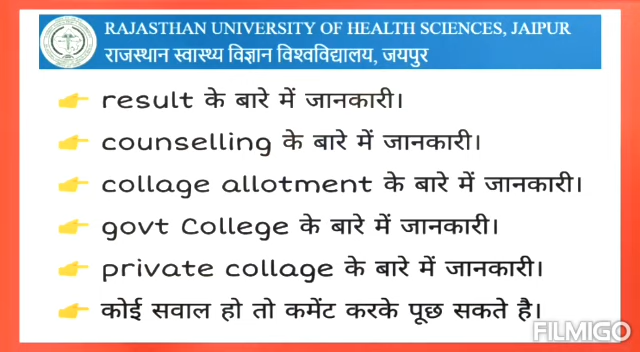 RAJASTHAN UNIVERSITY OF HEALTH SCIENCES, JAIPUR
राजस्थान स्वास्थ्य विज्ञान विश्वविद्यालय, जयपुर
result के बारे में जानकारी।
counselling के बारे में जानकारी।
collage allotment के बारे में जानकारी।
govt College के बारे में जानकारी।
private collage के बारे में जानकारी।
कोई सवाल हो तो कमेंट करके पूछ सकते है।
FILMIGO